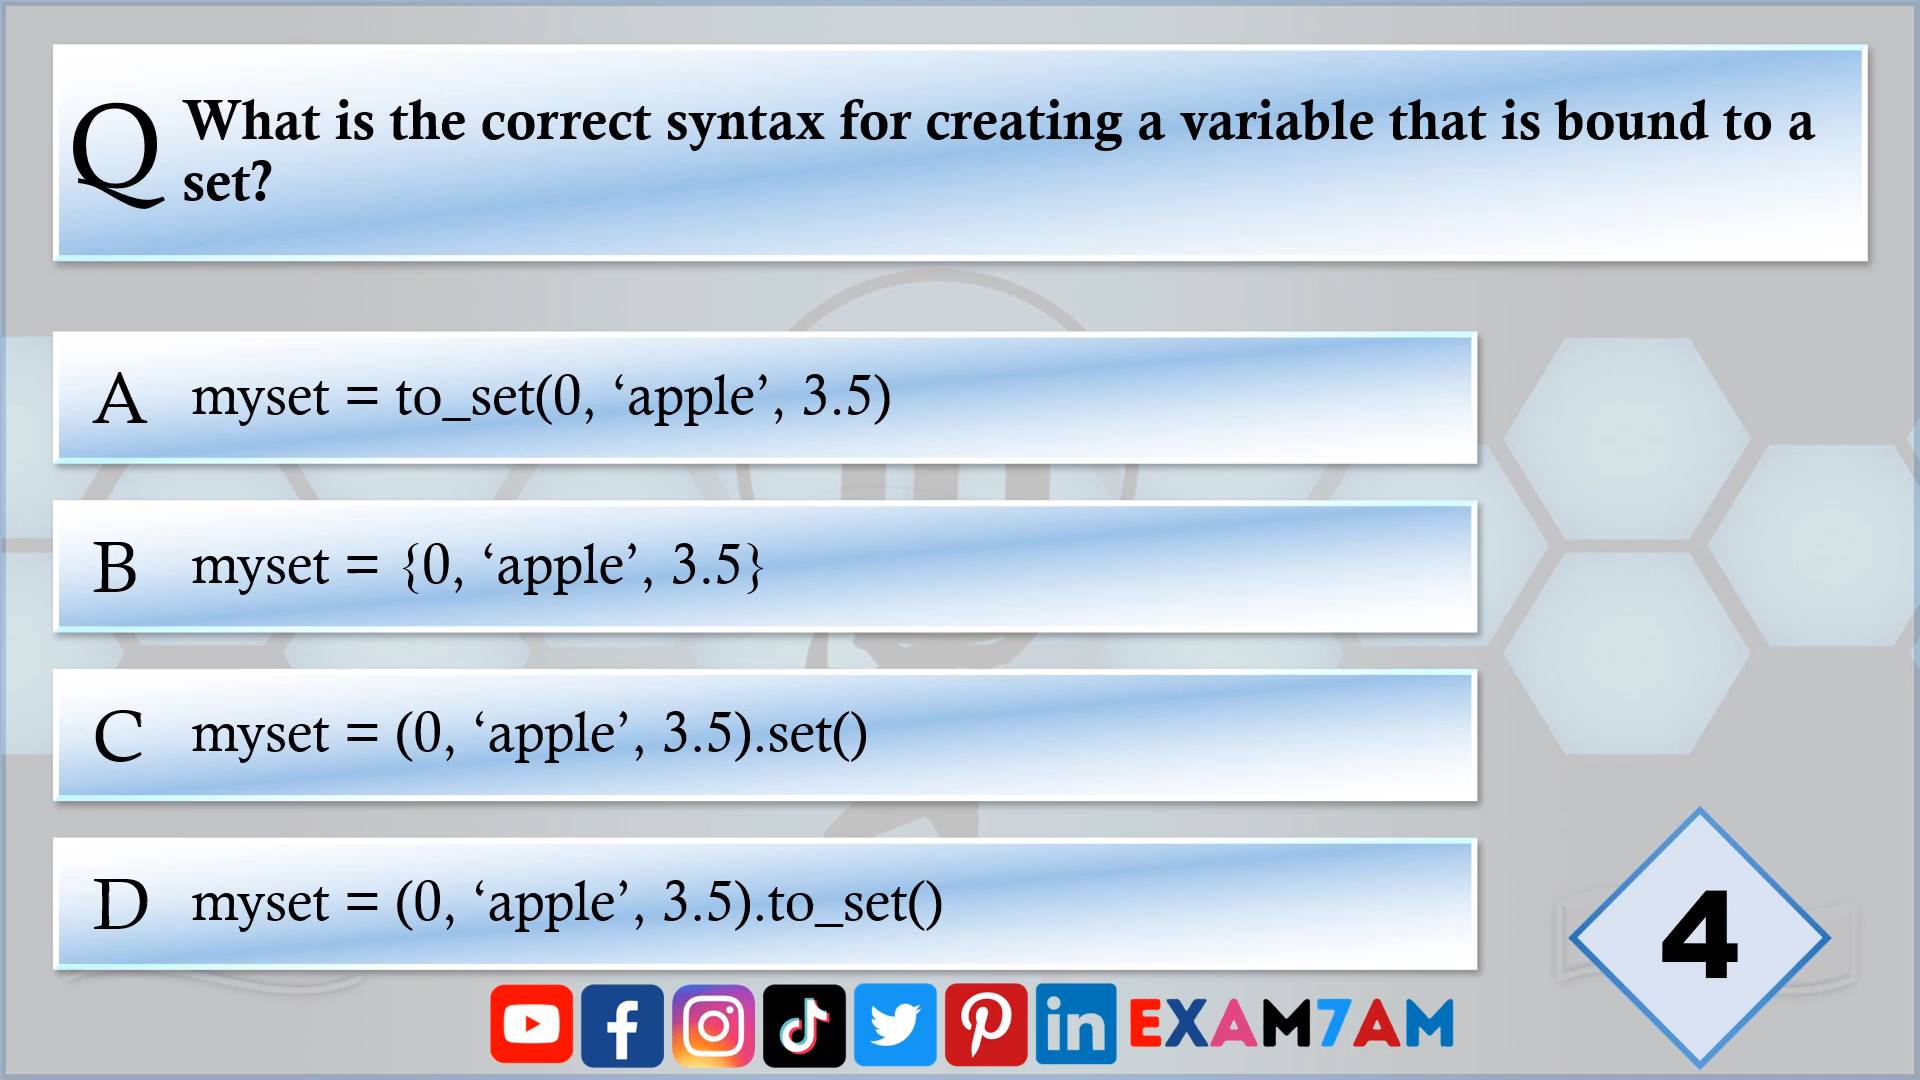 Q What is the correct syntax for creating a variable that is bound to a
set?
A myset = to_set(0, ‘apple’, 3.5)
B myset = {0, ‘apple’, 3.5}
C myset = (0, ‘apple’, 3.5).set()
D myset = (0, ‘apple’, 3.5).to_set()
4
in EXAM7AM